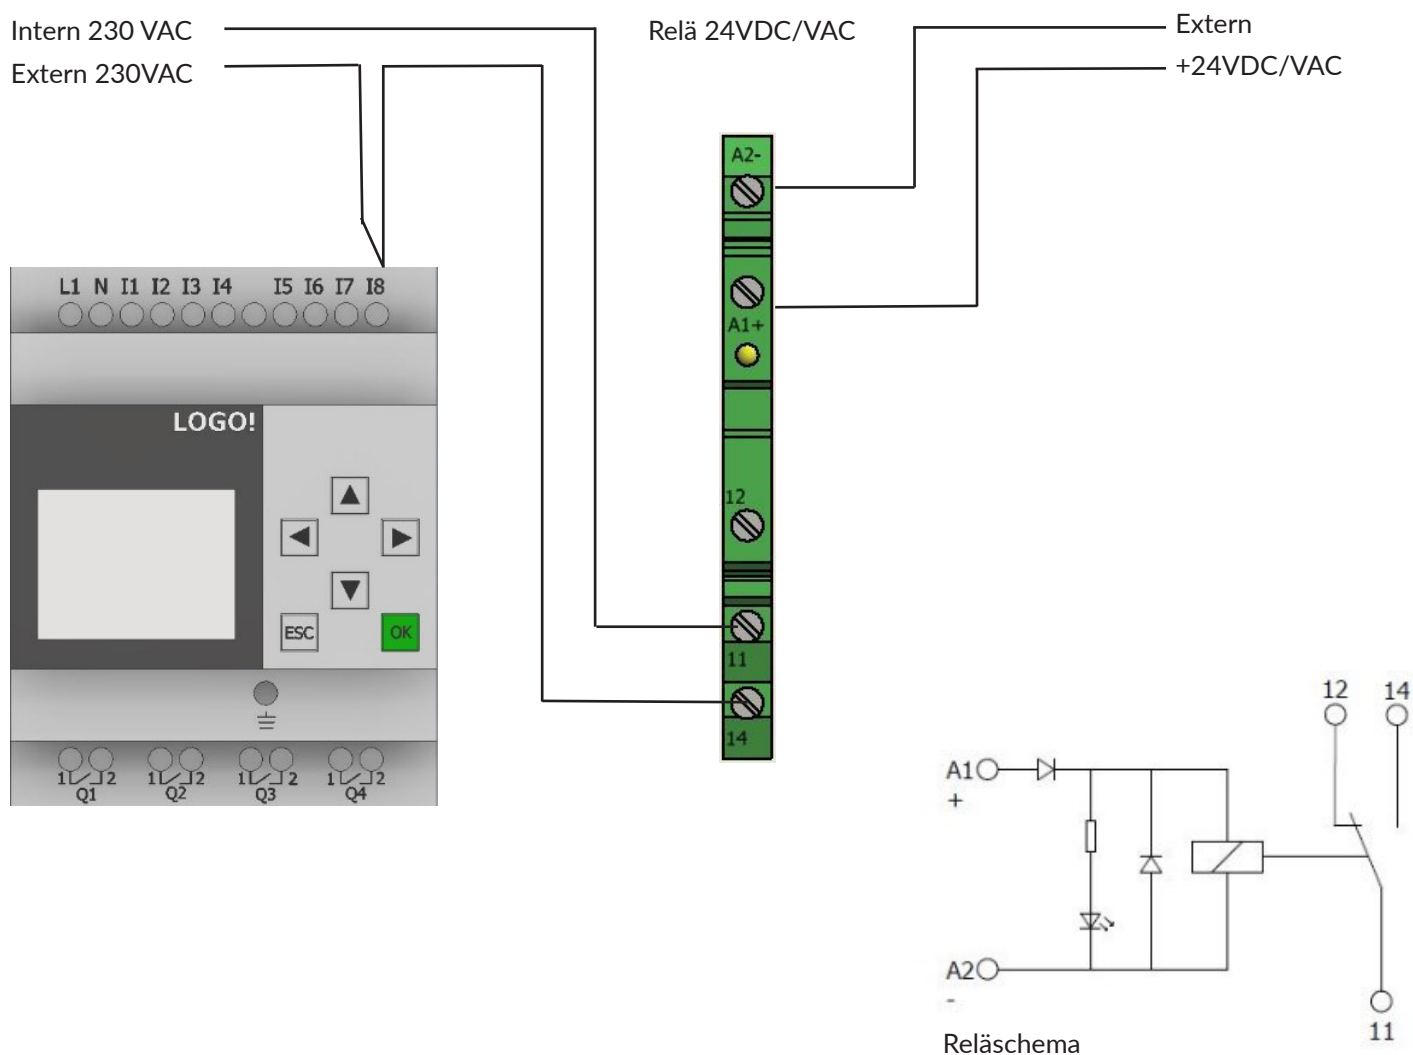 Intern 230 VAC
Extern 230VAC
Relä 24VDC/VAC
Extern
+24VDC/VAC
A2-
A1+
12
11
14
L1 N I1 I2 I3 I4 I5 I6 I7 I8
LOGO!
ESC
OK
1 2 1 2 1 2 1 2
Q1 Q2 Q3 Q4
12 14
A1
+
A2
-
11
Reläschema